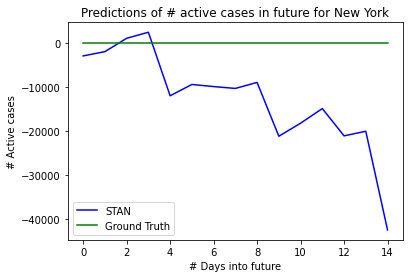 Predictions of # active cases in future for New York
# Active cases
0
−10000
−20000
−30000
−40000
STAN
Ground Truth
0 2 4 6 8 10 12 14
# Days into future